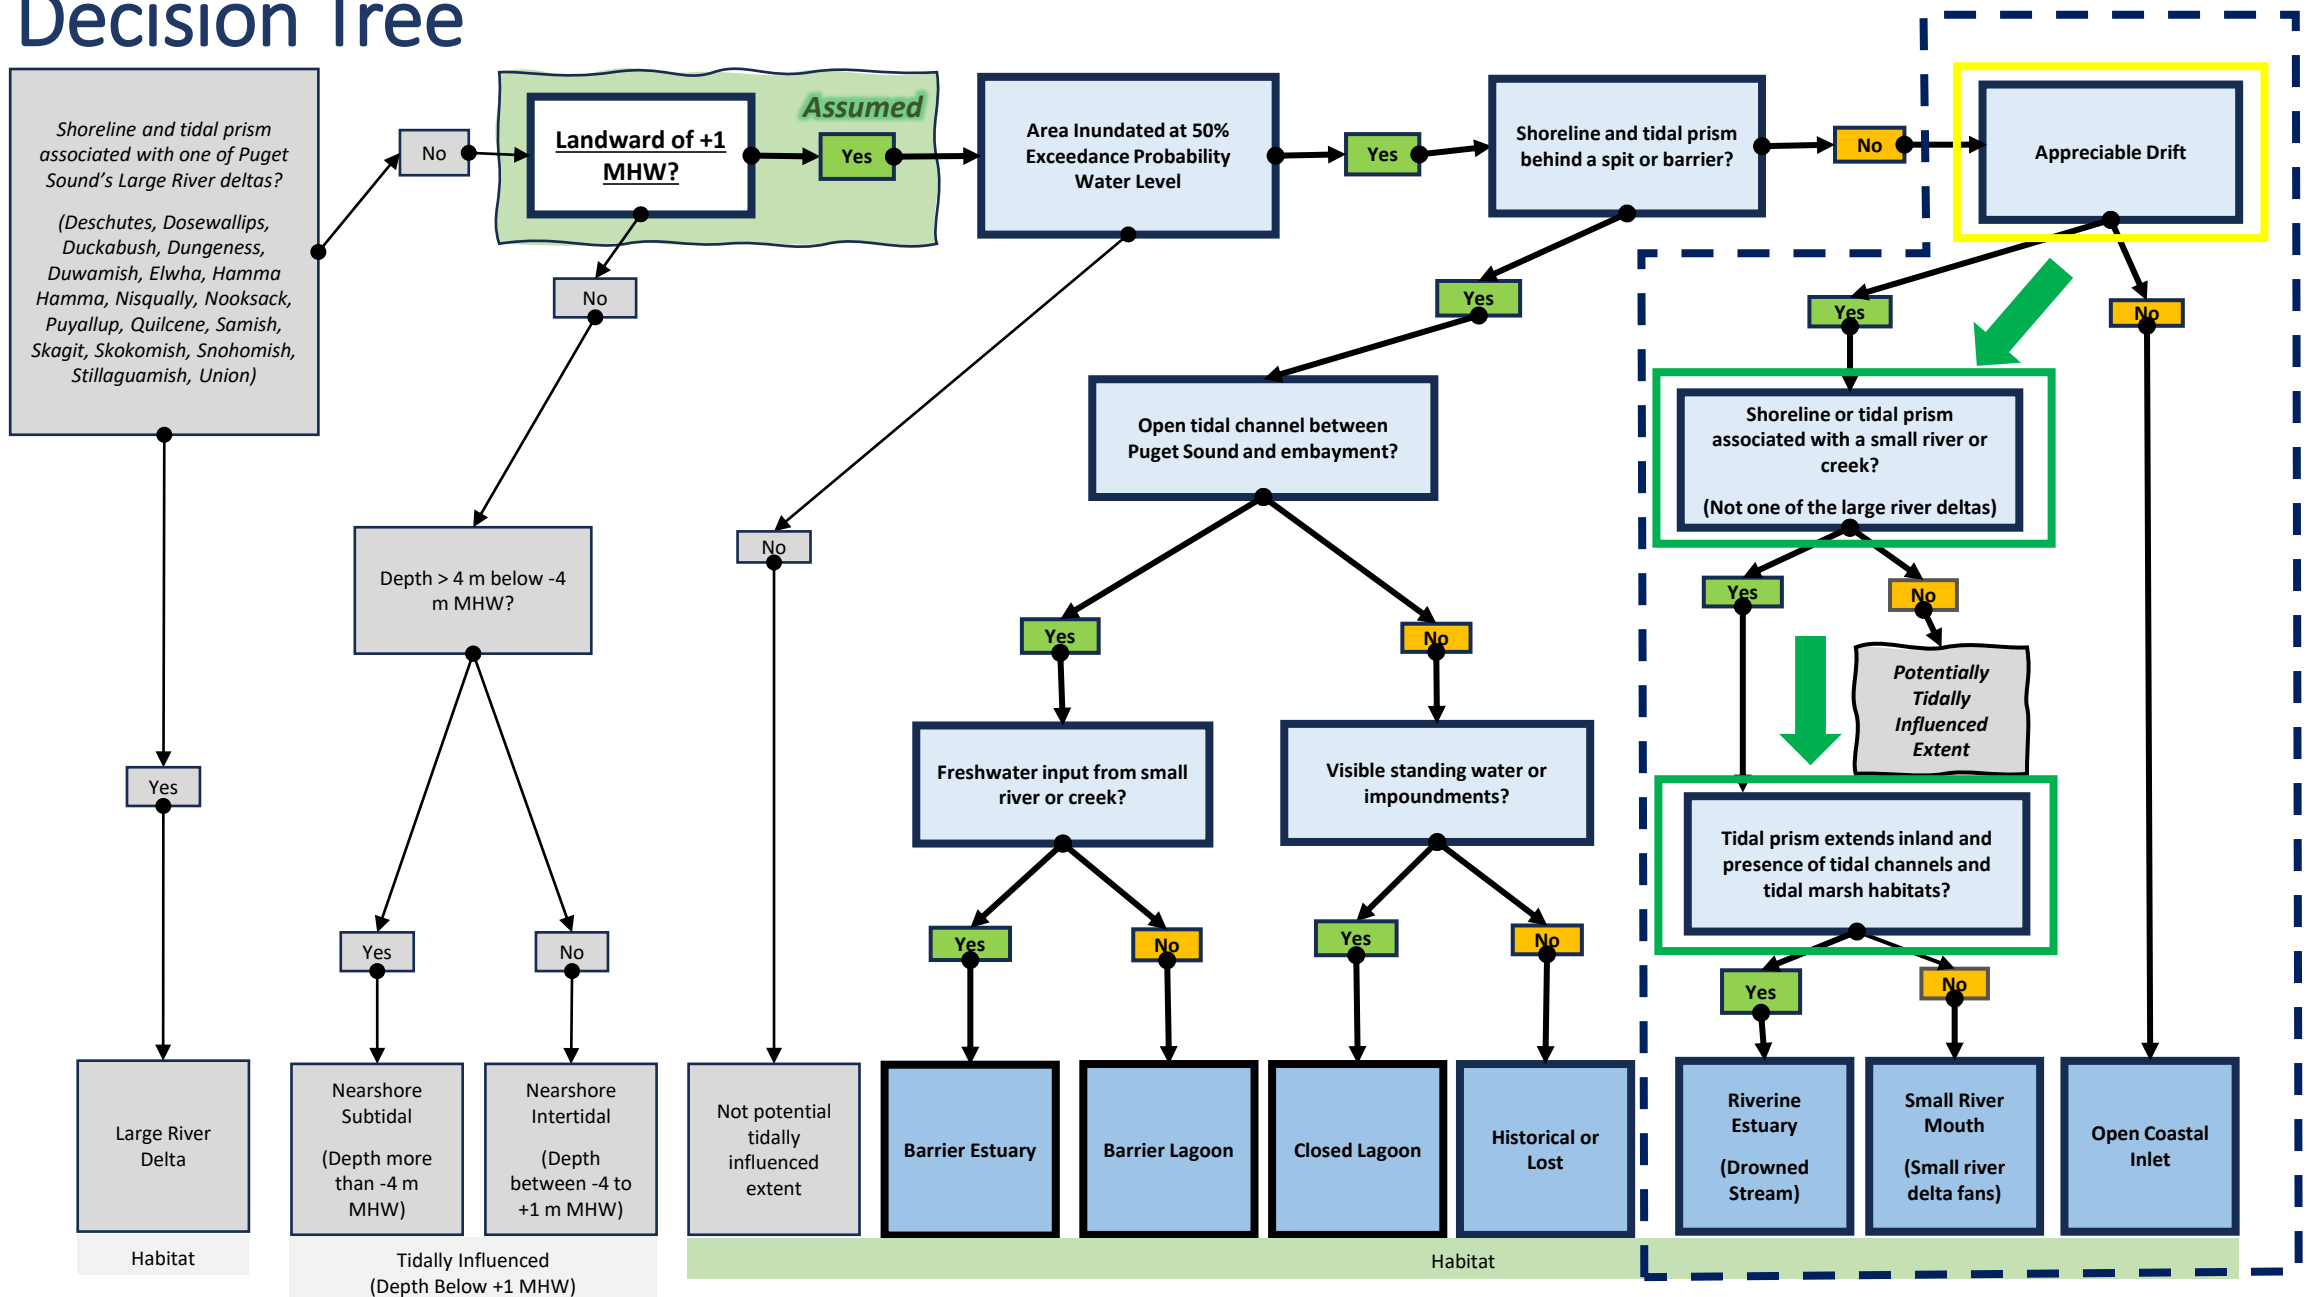 Decision Tree
Shoreline and tidal prism
associated with one of Puget
Sound's Large River deltas?
(Deschutes, Dosewallips,
Duckabush, Dungeness,
Duwamish, Elwha, Hamma
Hamma, Nisqually, Nooksack,
Puyallup, Quilcene, Samish,
Skagit, Skokomish, Snohomish,
Stillaguamish, Union)
No
Landward of +1
MHW?
Assumed
Yes
Area Inundated at 50%
Exceedance Probability
Water Level
Yes
Shoreline and tidal prism
behind a spit or barrier?
No
Appreciable Drift
No
Yes
Yes
No
Open tidal channel between
Puget Sound and embayment?
Shoreline or tidal prism
associated with a small river or
creek?
(Not one of the large river deltas)
Depth > 4 m below -4
m MHW?
No
Yes
No
Yes
No
Potentially
Tidally
Influenced
Extent
Yes
Freshwater input from small
river or creek?
Visible standing water or
impoundments?
Tidal prism extends inland and
presence of tidal channels and
tidal marsh habitats?
Yes
No
Yes
No
Yes
No
Yes
No
Large River
Delta
Nearshore
Subtidal
(Depth more
than -4 m
MHW)
Nearshore
Intertidal
(Depth
between -4 to
+1 m MHW)
Not potential
tidally
influenced
extent
Barrier Estuary
Barrier Lagoon
Closed Lagoon
Historical or
Lost
Riverine
Estuary
(Drowned
Stream)
Small River
Mouth
(Small river
delta fans)
Open Coastal
Inlet
Habitat
Tidally Influenced
(Depth Below +1 MHW)
Habitat